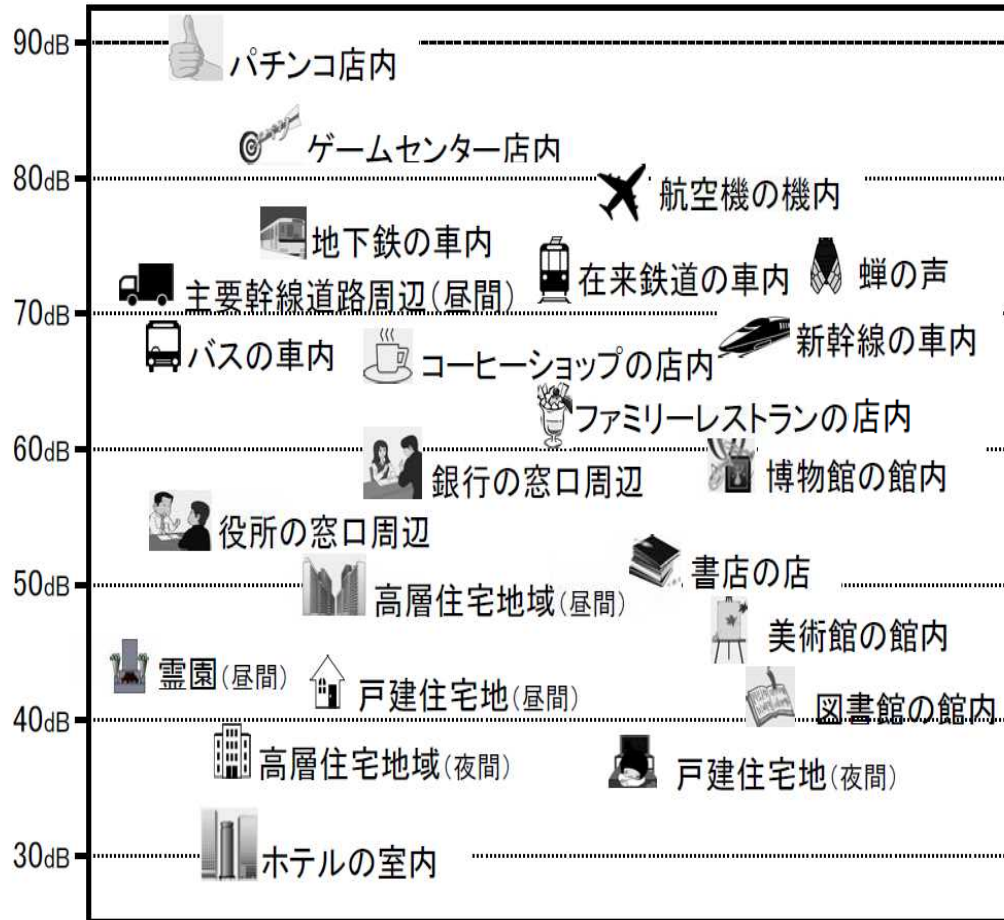 90dB
パチンコ店内
ゲームセンター店内
80dB
航空機の機内
地下鉄の車内
在来鉄道の車内
蝉の声
主要幹線道路周辺(昼間)
70dB
バスの車内
コーヒーショップの店内
新幹線の車内
ファミリーレストランの店内
60dB
銀行の窓口周辺
博物館の館内
役所の窓口周辺
書店の店
50dB
高層住宅地域(昼間)
美術館の館内
霊園(昼間)
戸建住宅地(昼間)
図書館の館内
40dB
高層住宅地域(夜間)
戸建住宅地(夜間)
30dB
ホテルの室内